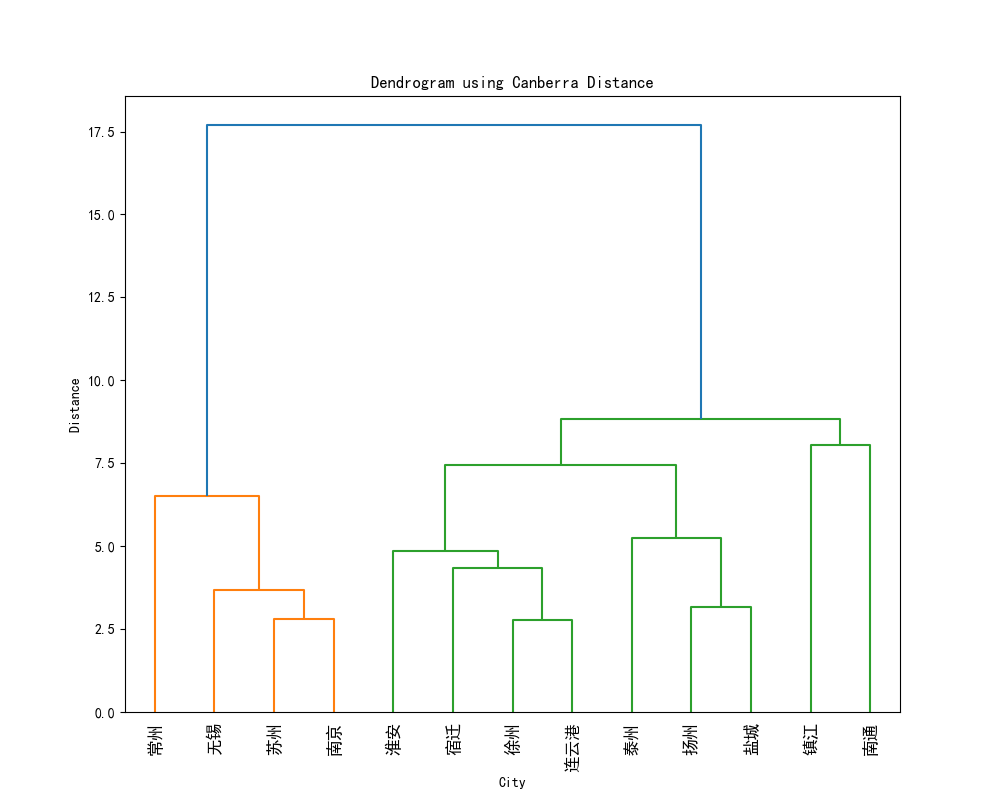 Dendrogram using Canberra Distance
17.5
15.0
12.5
10.0
7.5
5.0
2.5
0.0
Distance
常州
无锡
苏州
南京
淮安
宿迁
徐州
连云港
泰州
扬州
盐城
镇江
南通
City